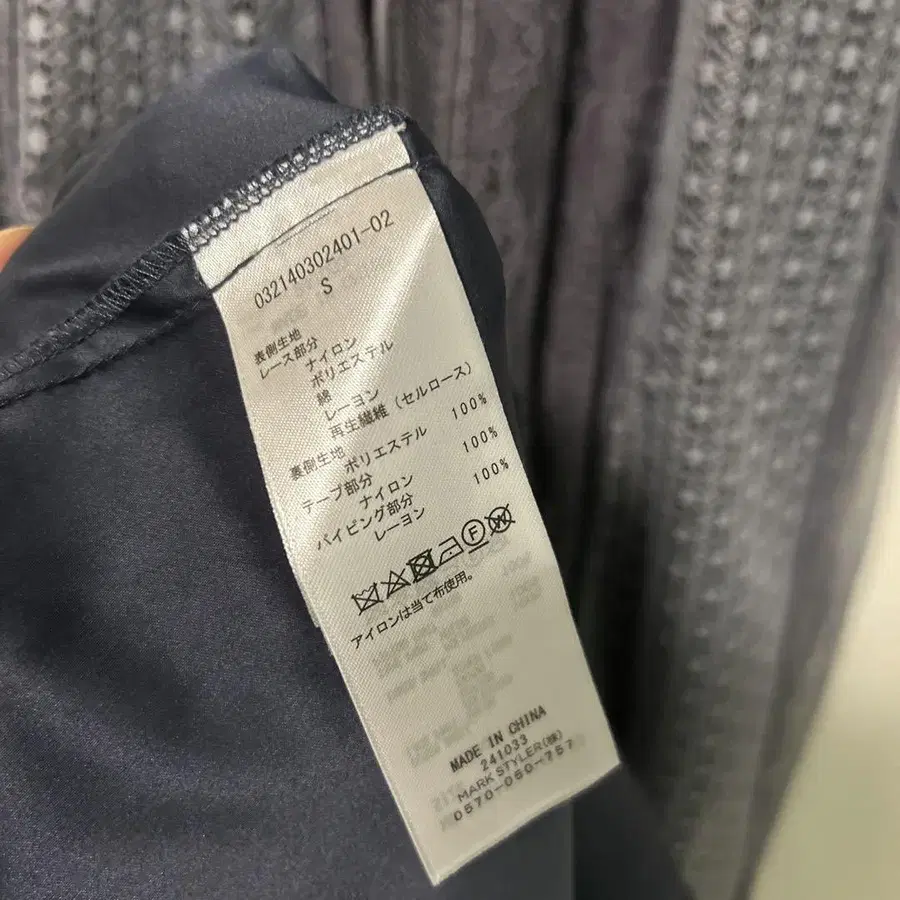 032140302401-02
S
表側生地
レース部分
ナイロン
ポリエステル
綿
レーヨン
再生繊維（セルロース）
裏側生地
ポリエステル 100%
テープ部分
ナイロン 100%
パイピング部分
レーヨン 100%
F W
アイロンは当て布使用。
MADE IN CHINA
241033
MARK STYLER(株)
0570-080-757